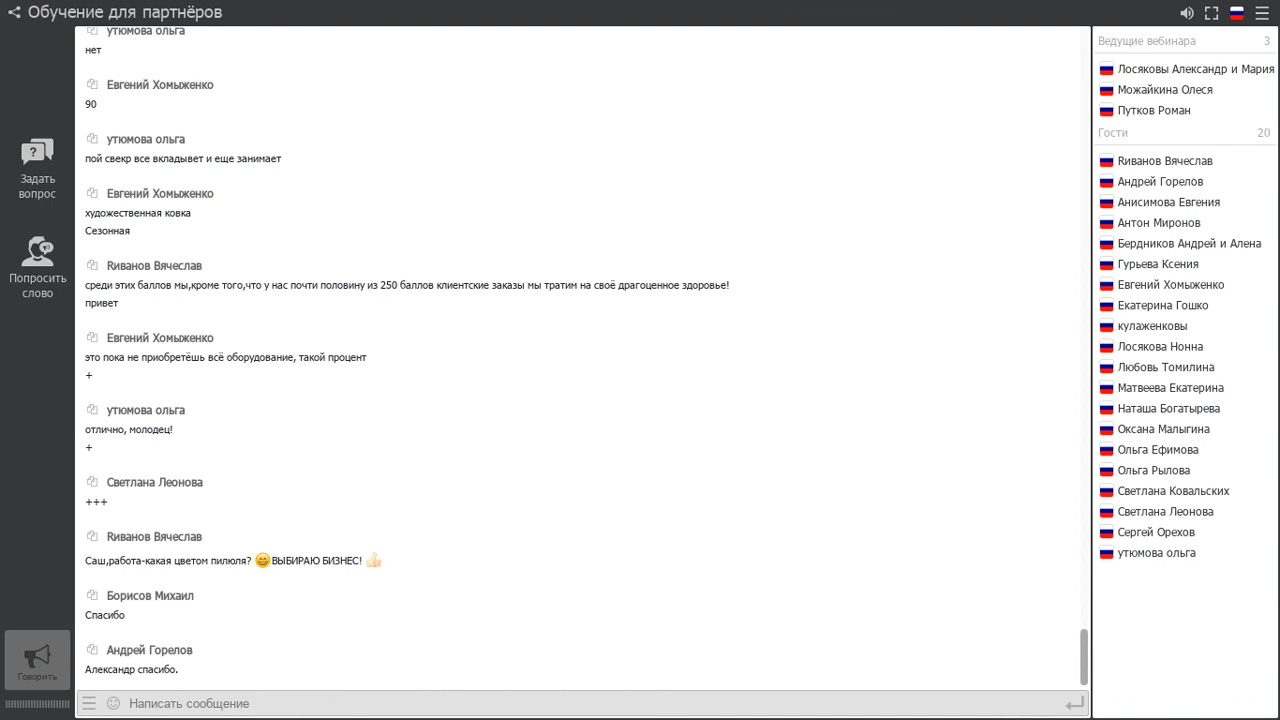 Обучение для партнёров
утюмова ольга
нет
Евгений Хомыженко
90
утюмова ольга
пой свекр все вкладывет и еще занимает
Евгений Хомыженко
художественная ковка
Сезонная
Rиванов Вячеслав
среди этих баллов мы,кроме того,что у нас почти половину из 250 баллов клиентские заказы мы тратим на своё драгоценное здоровье!
привет
Евгений Хомыженко
это пока не приобретёшь всё оборудование, такой процент
+
утюмова ольга
отлично, молодец!
+
Светлана Леонова
+++
Rиванов Вячеслав
Саш,работа-какая цветом пилюля? ВЫБИРАЮ БИЗНЕС!
Борисов Михаил
Спасибо
Андрей Горелов
Александр спасибо.
Написать сообщение
Задать
вопрос
Попросить
слово
Говорить
Ведущие вебинара 3
Лосяковы Александр и Мария
Можайкина Олеся
Путков Роман
Гости 20
Rиванов Вячеслав
Андрей Горелов
Анисимова Евгения
Антон Миронов
Бердников Андрей и Алена
Гурьева Ксения
Евгений Хомыженко
Екатерина Гошко
кулаженковы
Лосякова Нонна
Любовь Томилина
Матвеева Екатерина
Наташа Богатырева
Оксана Малыгина
Ольга Ефимова
Ольга Рылова
Светлана Ковальских
Светлана Леонова
Сергей Орехов
утюмова ольга